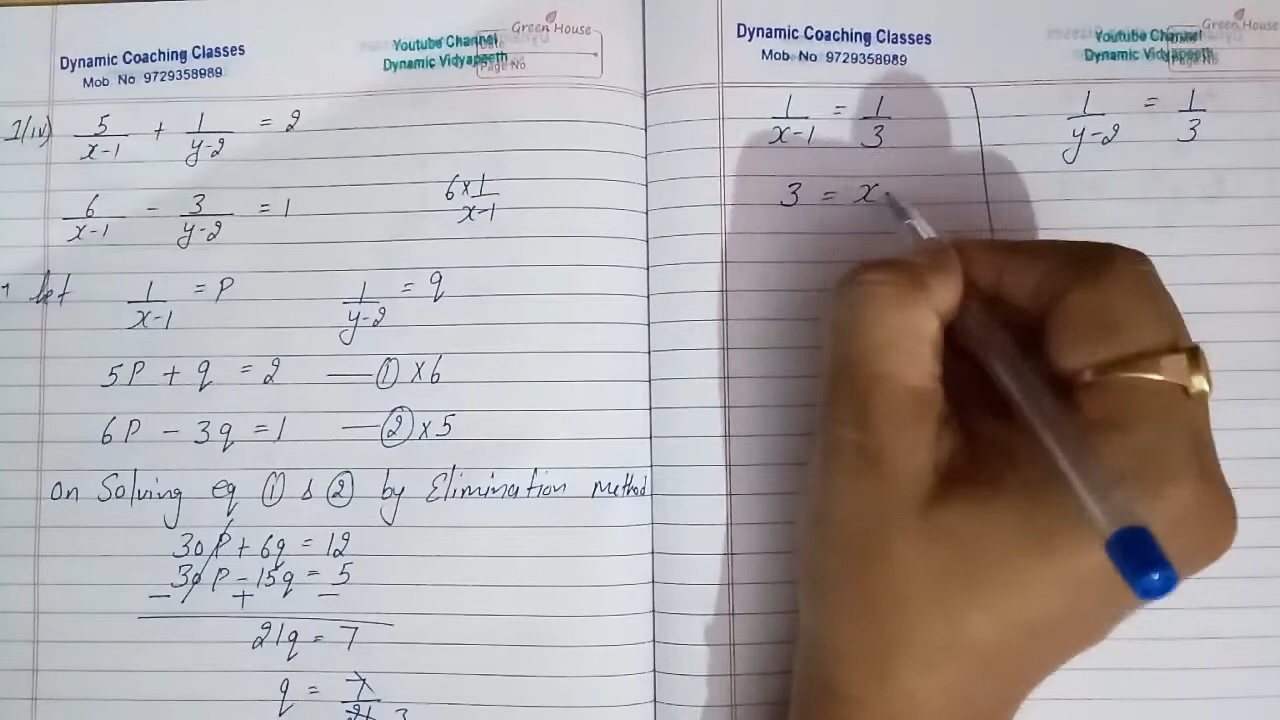 Dynamic Coaching Classes
Mob. No 9729358989
Youtube Channel
Dynamic Vidyapeeth
Green House
Page No
1(iv) 5/(x-1) + 1/(y-2) = 2
6/(x-1) - 3/(y-2) = 1
6×1/(x-1)
Let 1/(x-1) = P 1/(y-2) = q
5P + q = 2 —① ×6
6P - 3q = 1 —② ×5
on Solving eq ① & ② by Elimination method
30P + 6q = 12
30P - 15q = 5
- + -
21q = 7
q = 7/21 3
Dynamic Coaching Classes
Mob. No 9729358989
Youtube Channel
Dynamic Vidyapeeth
Green House
1/(x-1) = 1/3
3 = x
1/(y-2) = 1/3